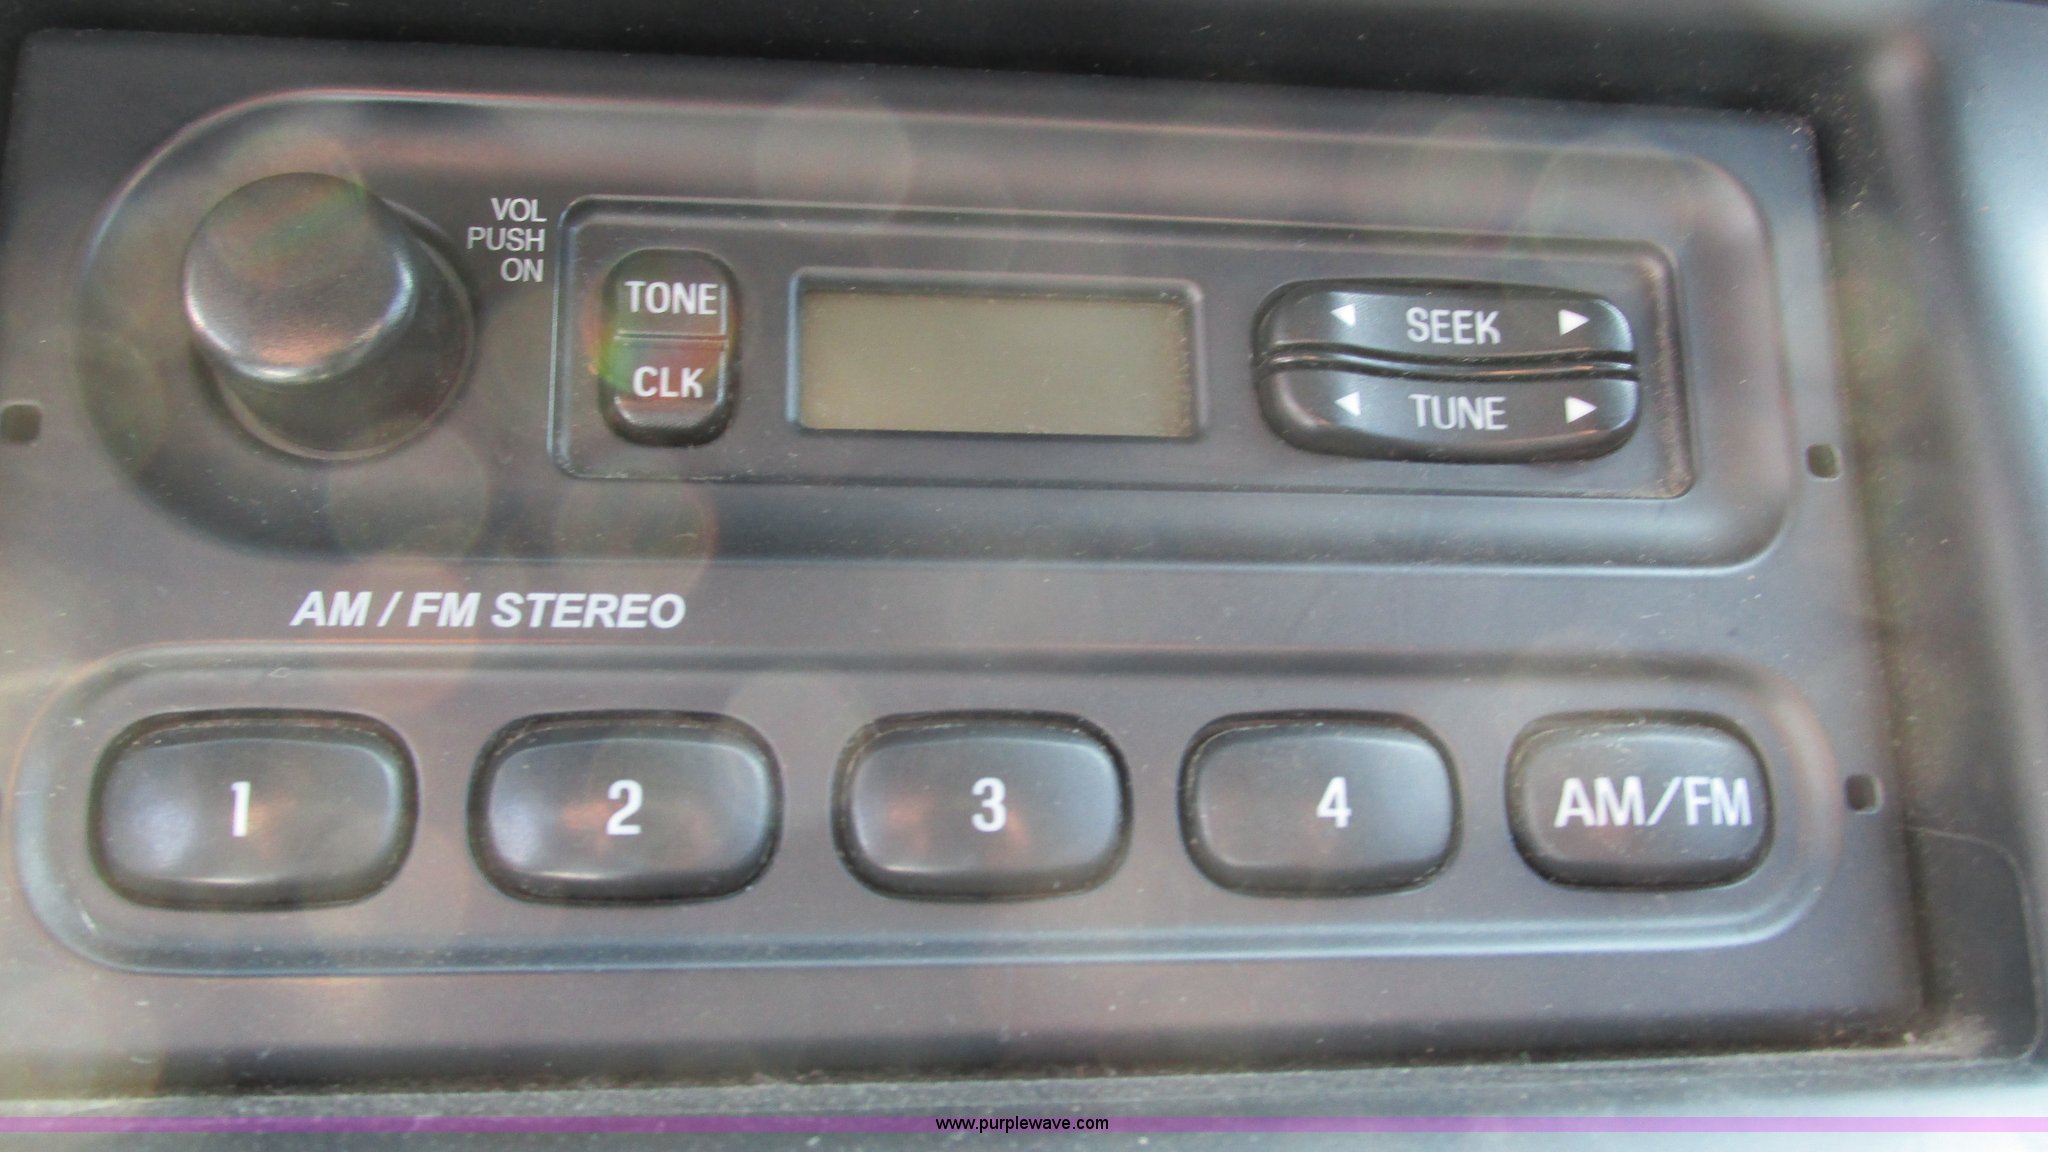 VOL
PUSH
ON
TONE
CLK
◄ SEEK ►
◄ TUNE ►
AM / FM STEREO
1 2 3 4 AM/FM
www.purplewave.com